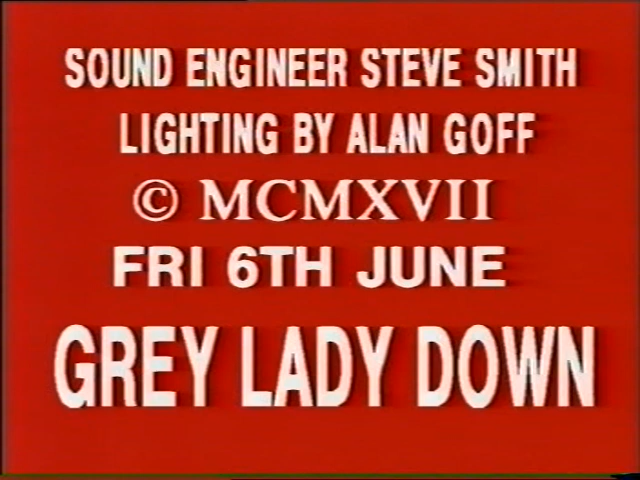 SOUND ENGINEER STEVE SMITH
LIGHTING BY ALAN GOFF
© MCMXVII
FRI 6TH JUNE
GREY LADY DOWN